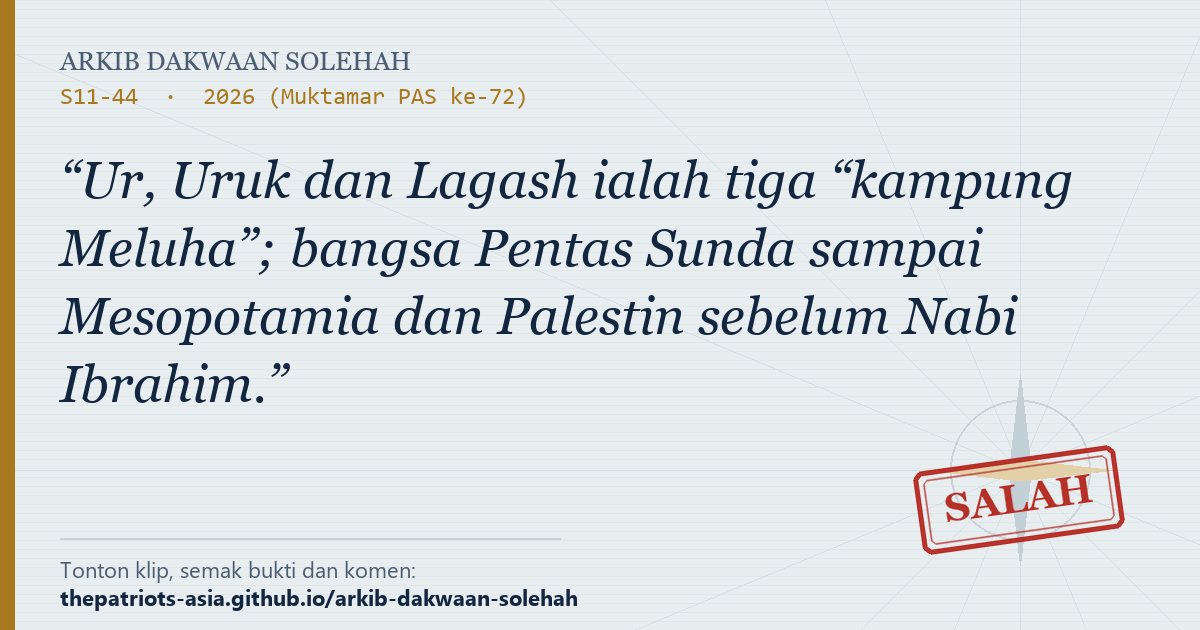 ARKIB DAKWAAN SOLEHAH
S11-44 · 2026 (Muktamar PAS ke-72)
“Ur, Uruk dan Lagash ialah tiga “kampung
Meluha”; bangsa Pentas Sunda sampai
Mesopotamia dan Palestin sebelum Nabi
Ibrahim.”
SALAH
Tonton klip, semak bukti dan komen:
thepatriots-asia.github.io/arkib-dakwaan-solehah